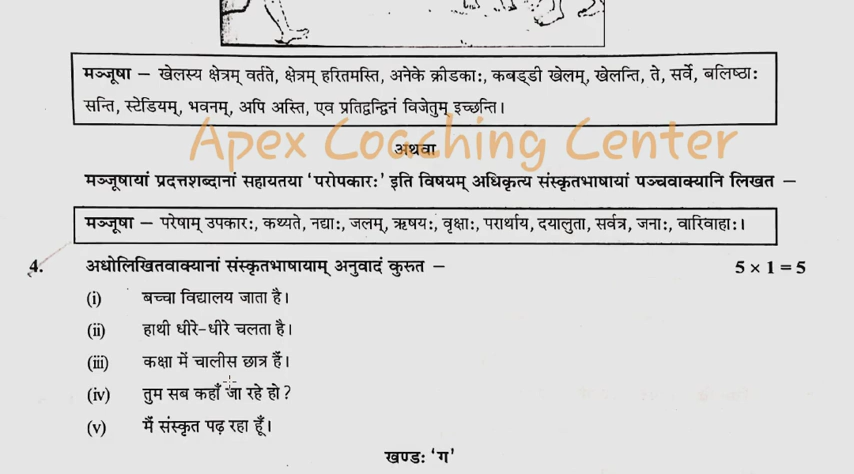 मञ्जूषा – खेलस्य क्षेत्रम् वर्तते, क्षेत्रम् हरितमस्ति, अनेके क्रीडकाः, कबड्डी खेलम्, खेलन्ति, ते, सर्वे, बलिष्ठाः
सन्ति, स्टेडियम्, भवनम्, अपि अस्ति, एव प्रतिद्वन्द्विनं विजेतुम् इच्छन्ति।
Apex Coaching Center
अथवा
मञ्जूषायां प्रदत्तशब्दानां सहायतया 'परोपकारः' इति विषयम् अधिकृत्य संस्कृतभाषायां पञ्चवाक्यानि लिखत –
मञ्जूषा – परेषाम् उपकारः, कथ्यते, नद्याः, जलम्, ऋषयः, वृक्षाः, परार्थाय, दयालुता, सर्वत्र, जनाः, वारिवाहाः।
4. अधोलिखितवाक्यानां संस्कृतभाषायाम् अनुवादं कुरुत – 5 × 1 = 5
(i) बच्चा विद्यालय जाता है।
(ii) हाथी धीरे-धीरे चलता है।
(iii) कक्षा में चालीस छात्र हैं।
(iv) तुम सब कहाँ जा रहे हो?
(v) मैं संस्कृत पढ़ रहा हूँ।
खण्डः 'ग'